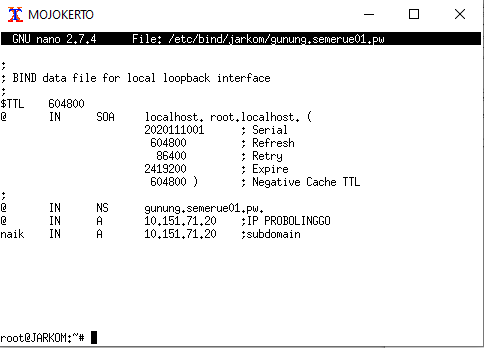 MOJOKERTO
GNU nano 2.7.4 File: /etc/bind/jarkom/gunung.semerue01.pw
;
; BIND data file for local loopback interface
;
$TTL 604800
@ IN SOA localhost. root.localhost. (
2020111001 ; Serial
604800 ; Refresh
86400 ; Retry
2419200 ; Expire
604800 ) ; Negative Cache TTL
;
@ IN NS gunung.semerue01.pw.
@ IN A 10.151.71.20 ;IP PROBOLINGGO
naik IN A 10.151.71.20 ;subdomain
root@JARKOM:~#